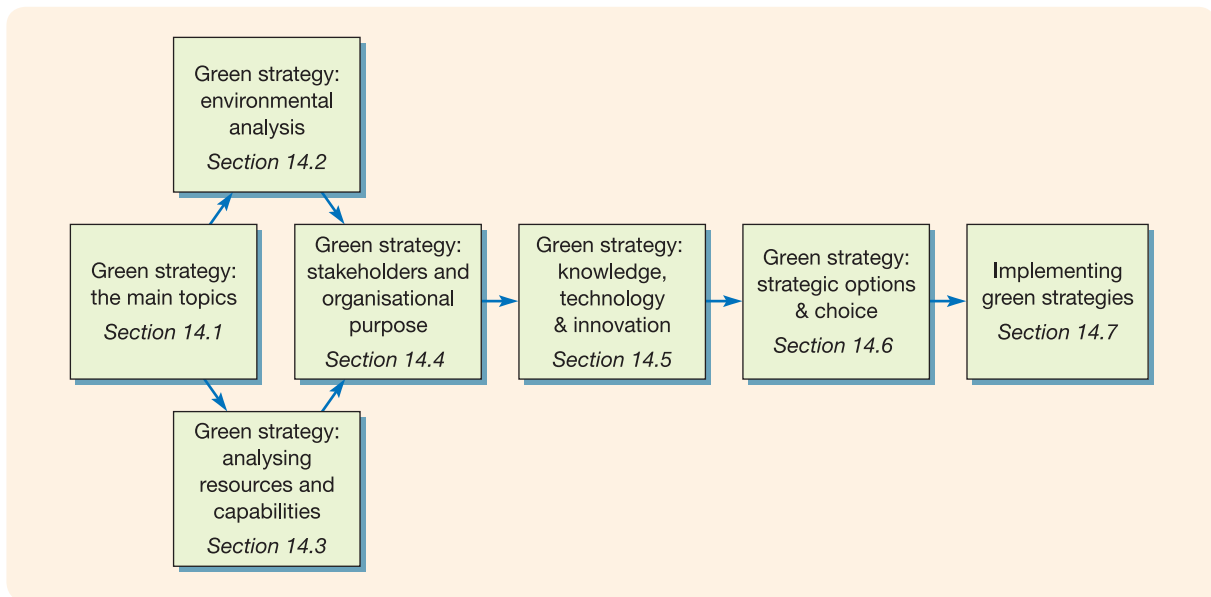 Green strategy:
environmental
analysis
Section 14.2
Green strategy:
the main topics
Section 14.1
Green strategy:
stakeholders and
organisational
purpose
Section 14.4
Green strategy:
knowledge,
technology
& innovation
Section 14.5
Green strategy:
strategic options
& choice
Section 14.6
Implementing
green strategies
Section 14.7
Green strategy:
analysing
resources and
capabilities
Section 14.3